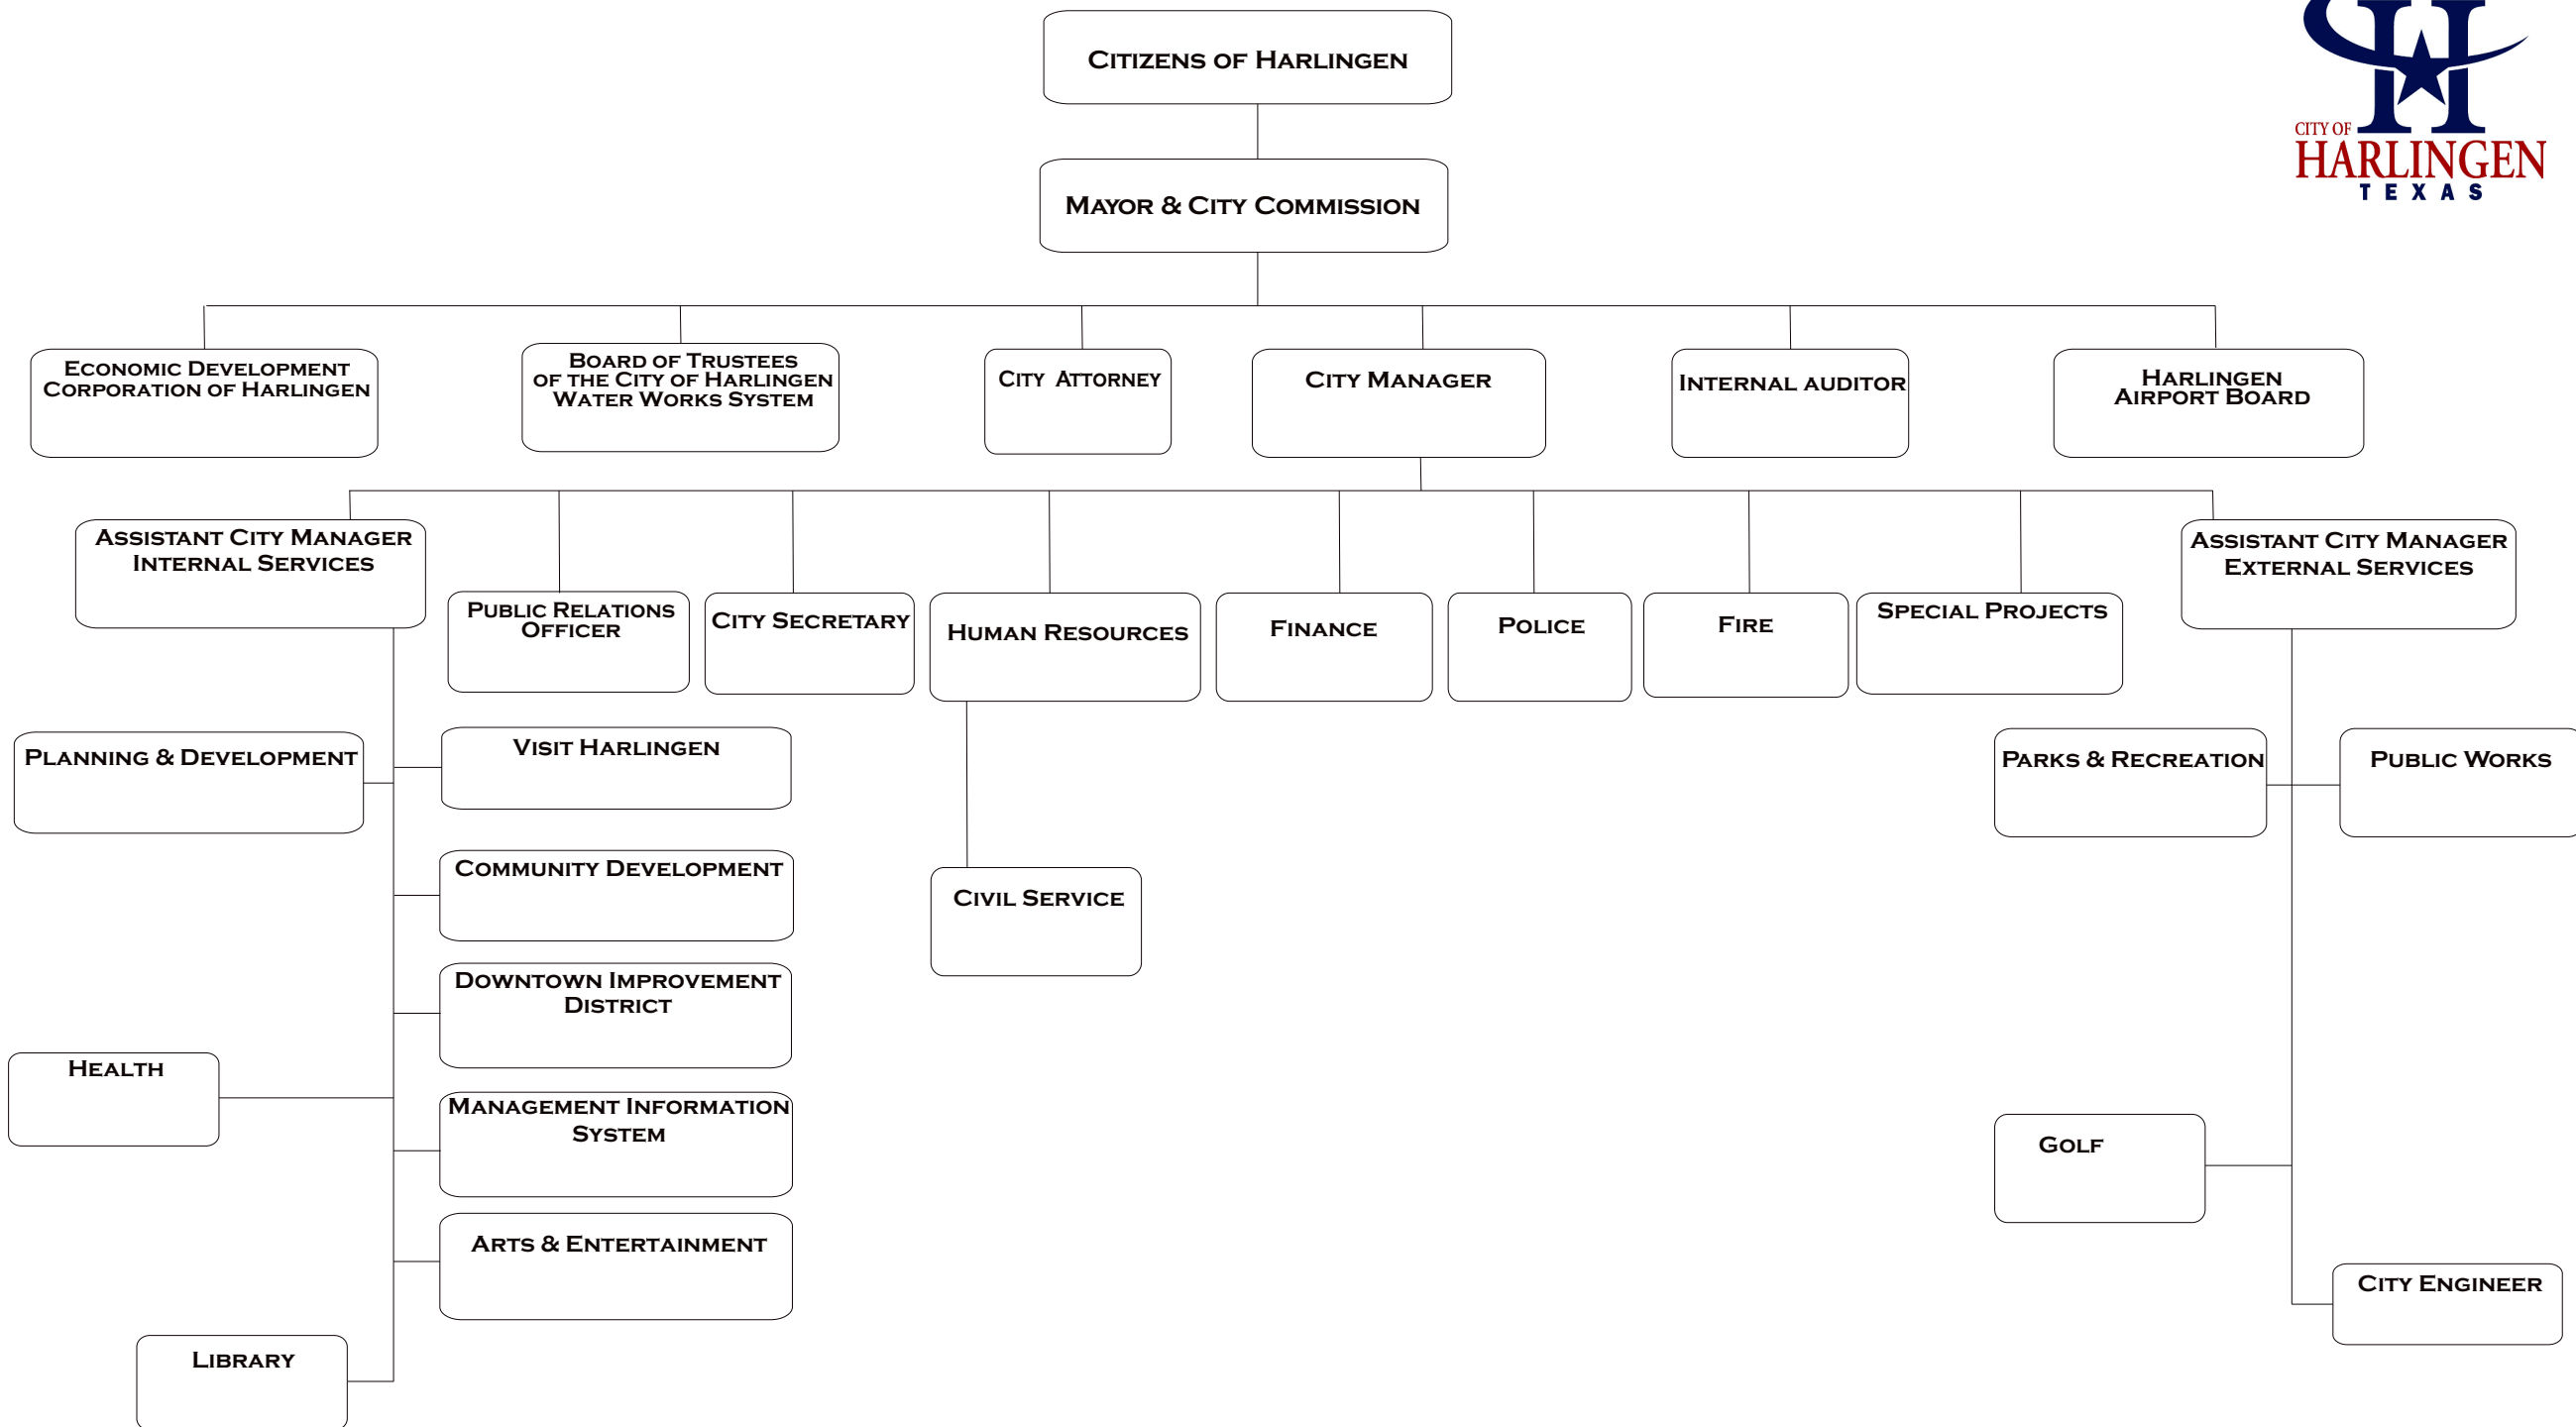 CITIZENS OF HARLINGEN
CITY OF
HARLINGEN
TEXAS
MAYOR & CITY COMMISSION
ECONOMIC DEVELOPMENT
CORPORATION OF HARLINGEN
BOARD OF TRUSTEES
OF THE CITY OF HARLINGEN
WATER WORKS SYSTEM
CITY ATTORNEY
CITY MANAGER
INTERNAL AUDITOR
HARLINGEN
AIRPORT BOARD
ASSISTANT CITY MANAGER
INTERNAL SERVICES
PUBLIC RELATIONS
OFFICER
CITY SECRETARY
HUMAN RESOURCES
FINANCE
POLICE
FIRE
SPECIAL PROJECTS
ASSISTANT CITY MANAGER
EXTERNAL SERVICES
PLANNING & DEVELOPMENT
VISIT HARLINGEN
PARKS & RECREATION
PUBLIC WORKS
COMMUNITY DEVELOPMENT
CIVIL SERVICE
DOWNTOWN IMPROVEMENT
DISTRICT
HEALTH
MANAGEMENT INFORMATION
SYSTEM
GOLF
ARTS & ENTERTAINMENT
CITY ENGINEER
LIBRARY